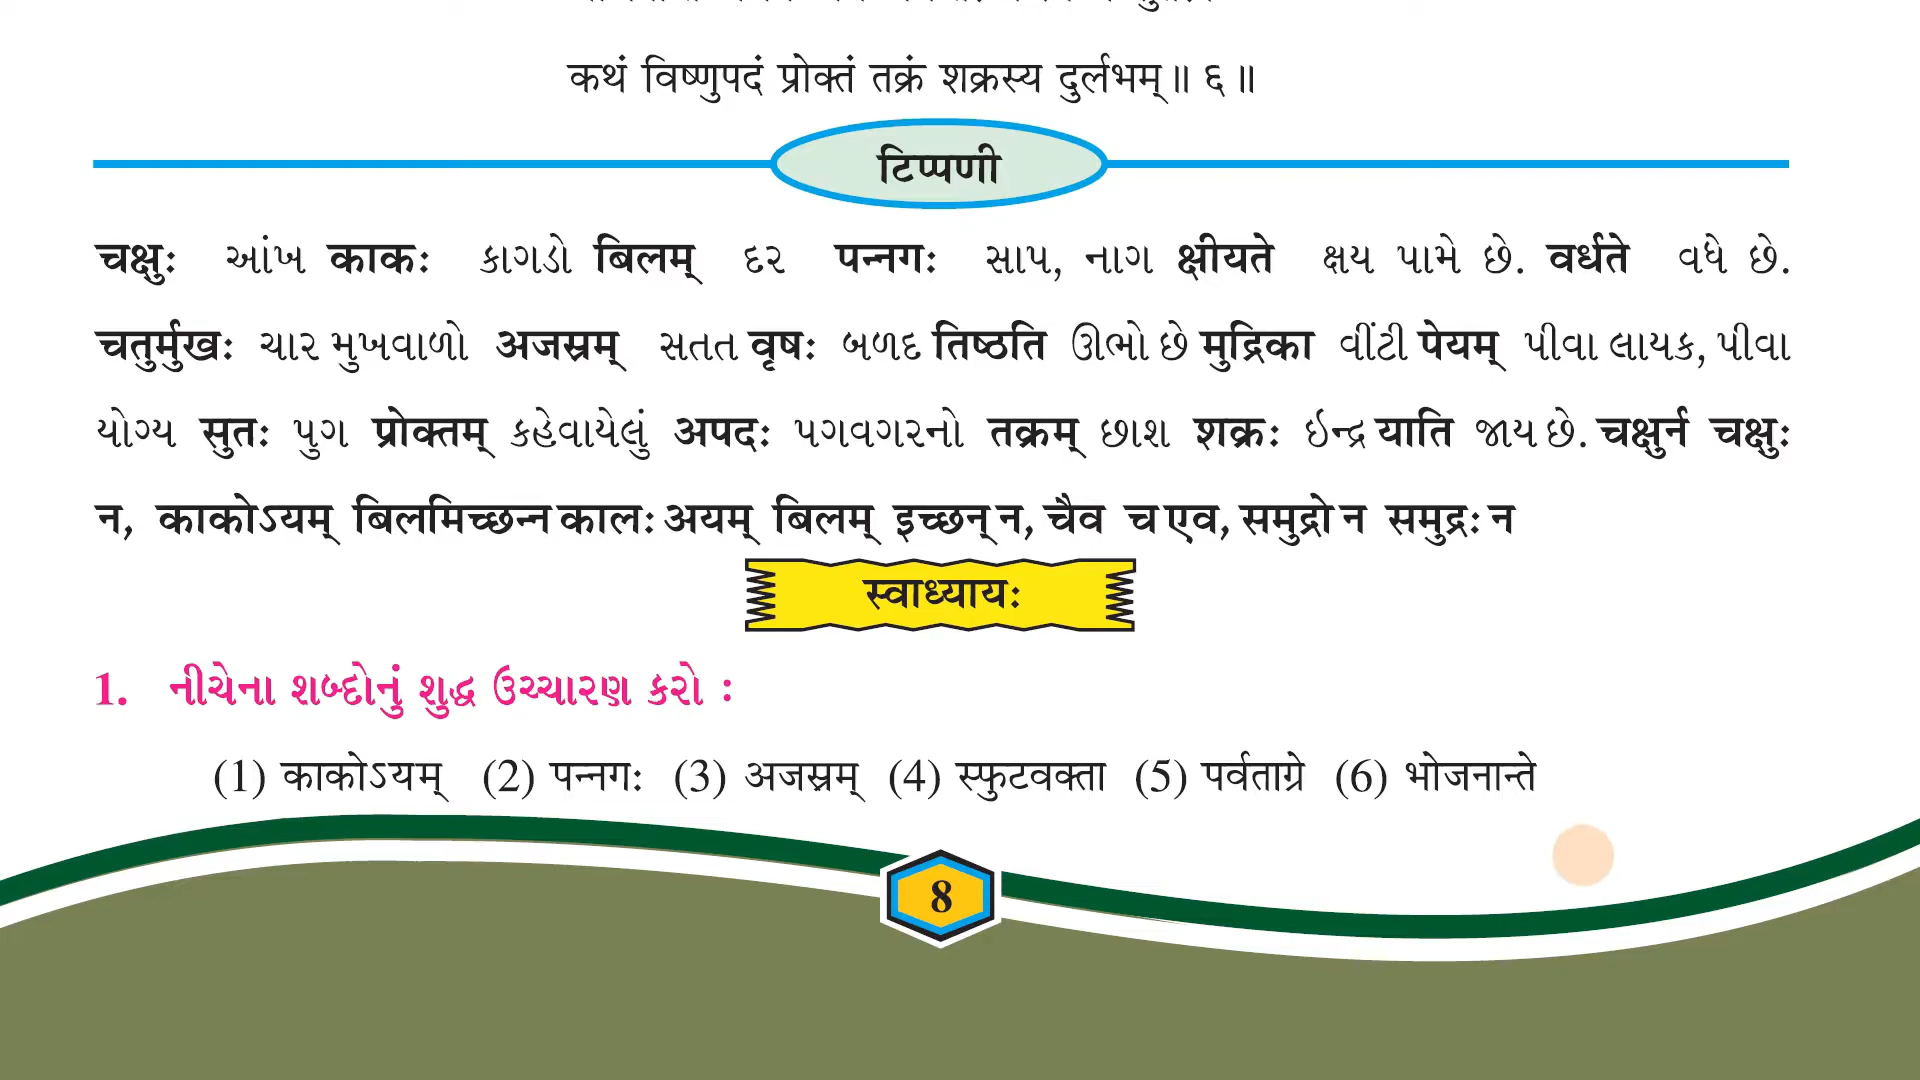 कथं विष्णुपदं प्रोक्तं तक्रं शक्रस्य दुर्लभम्॥ ६॥
टिप्पणी
चक्षुः આંખ काकः કાગડો बिलम् દર पन्नगः સાપ, નાગ क्षीयते ક્ષય પામે છે. वर्धते વધે છે.
चतुर्मुखः ચાર મુખવાળો अजस्रम् સતત वृषः બળદ तिष्ठति ઊભો છે मुद्रिका વીંટી पेयम् પીવા લાયક, પીવા
યોગ્ય सुतः પુગ प्रोक्तम् કહેવાયેલું अपदः પગવગરનો तक्रम् છાશ शक्रः ઇન્દ્ર याति જાય છે. चक्षुर्न चक्षुः
न, काकोऽयम् बिलमिच्छन्न कालः अयम् बिलम् इच्छन् न, चैव च एव, समुद्रो न समुद्रः न
स्वाध्यायः
1. નીચેના શબ્દોનું શુદ્ધ ઉચ્ચારણ કરો :
(1) काकोऽयम् (2) पन्नगः (3) अजस्रम् (4) स्फुटवक्ता (5) पर्वताग्रे (6) भोजनान्ते
8